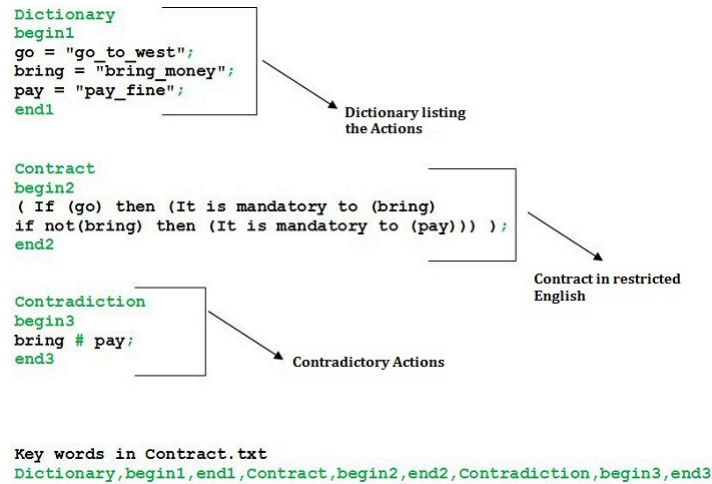 Dictionary
begin1
go = "go_to_west";
bring = "bring_money";
pay = "pay_fine";
end1
Dictionary listing
the Actions
Contract
begin2
( If (go) then (It is mandatory to (bring)
if not(bring) then (It is mandatory to (pay))) );
end2
Contract in restricted
English
Contradiction
begin3
bring # pay;
end3
Contradictory Actions
Key words in Contract.txt
Dictionary,begin1,end1,Contract,begin2,end2,Contradiction,begin3,end3